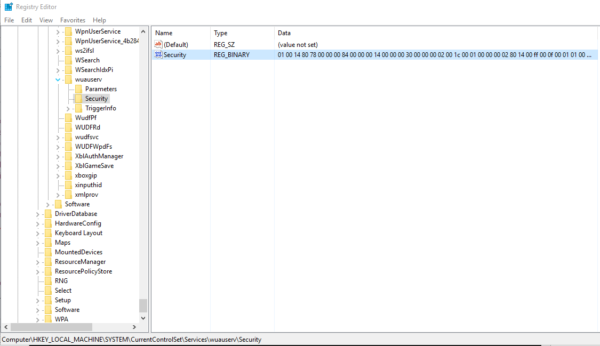 Registry Editor
File Edit View Favorites Help
WpnUserService
WpnUserService_4b284
ws2ifsl
WSearch
WSearchIdxPi
wuauserv
Parameters
Security
TriggerInfo
WudfPf
WUDFRd
wudfsvc
WUDFWpdFs
XblAuthManager
XblGameSave
xboxgip
xinputhid
xmlprov
Software
DriverDatabase
HardwareConfig
Keyboard Layout
Maps
MountedDevices
ResourceManager
ResourcePolicyStore
RNG
Select
Setup
Software
WPA
Name Type Data
(Default) REG_SZ (value not set)
Security REG_BINARY 01 00 14 80 78 00 00 00 84 00 00 00 14 00 00 00 30 00 00 00 02 00 1c 00 01 00 00 00 02 80 14 00 ff 00 0f 00 01 01 00 ...
Computer\HKEY_LOCAL_MACHINE\SYSTEM\CurrentControlSet\Services\wuauserv\Security